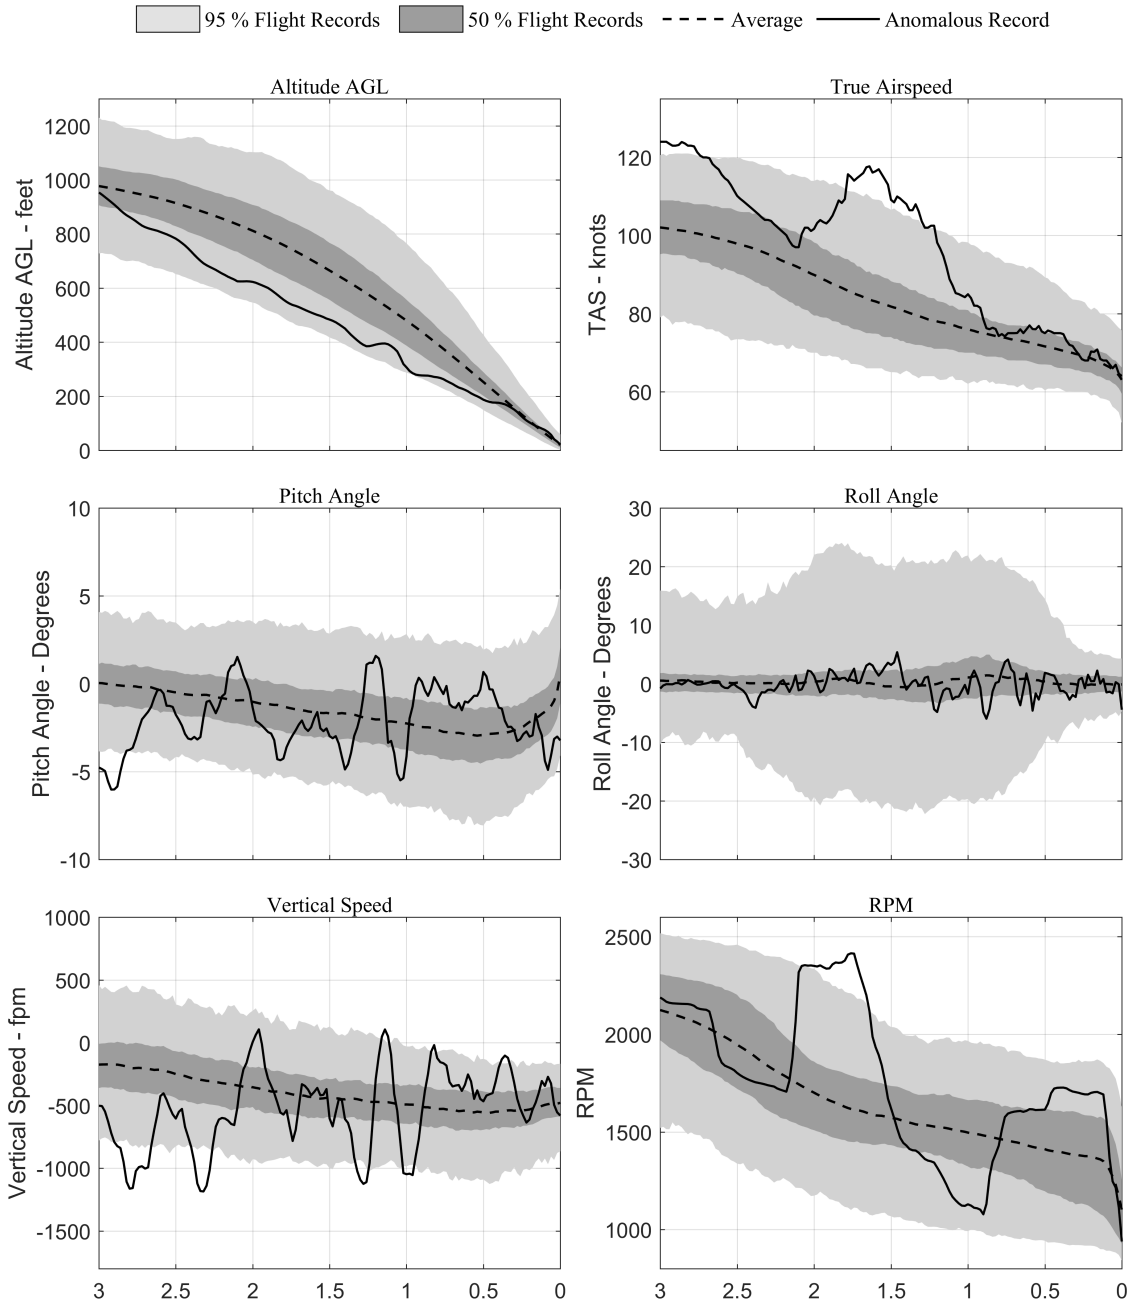 95 % Flight Records 50 % Flight Records Average Anomalous Record
Altitude AGL
True Airspeed
1200
1000
800
600
400
200
0
Altitude AGL - feet
120
100
80
60
TAS - knots
Pitch Angle
Roll Angle
10
5
0
-5
-10
Pitch Angle - Degrees
30
20
10
0
-10
-20
-30
Roll Angle - Degrees
Vertical Speed
RPM
1000
500
0
-500
-1000
-1500
Vertical Speed - fpm
2500
2000
1500
1000
RPM
3 2.5 2 1.5 1 0.5 0
3 2.5 2 1.5 1 0.5 0